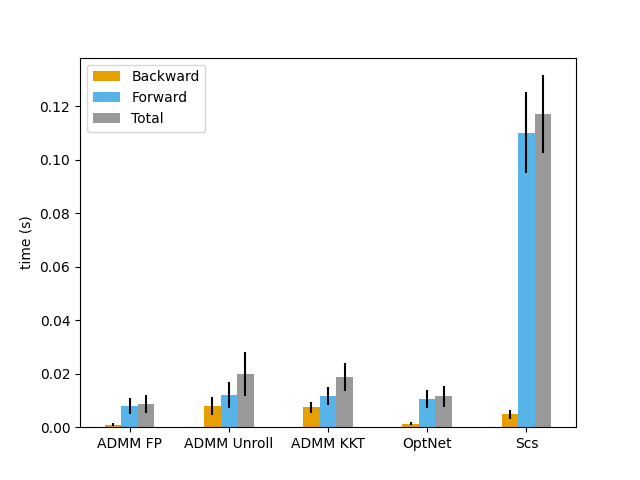 Backward
Forward
Total
time (s)
0.12
0.10
0.08
0.06
0.04
0.02
0.00
ADMM FP
ADMM Unroll
ADMM KKT
OptNet
Scs